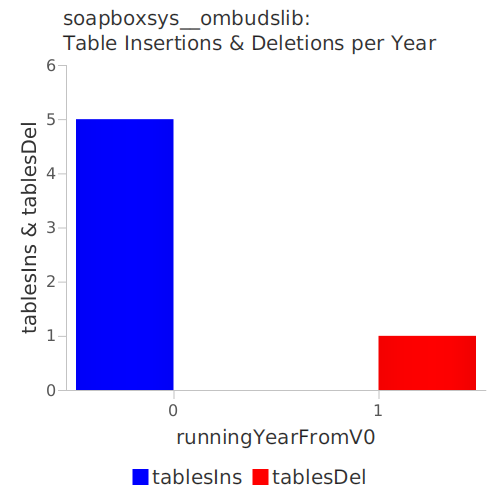 soapboxsys__ombudslib:
Table Insertions & Deletions per Year
tablesIns & tablesDel
6
5
4
3
2
1
0
0
1
runningYearFromV0
tablesIns
tablesDel